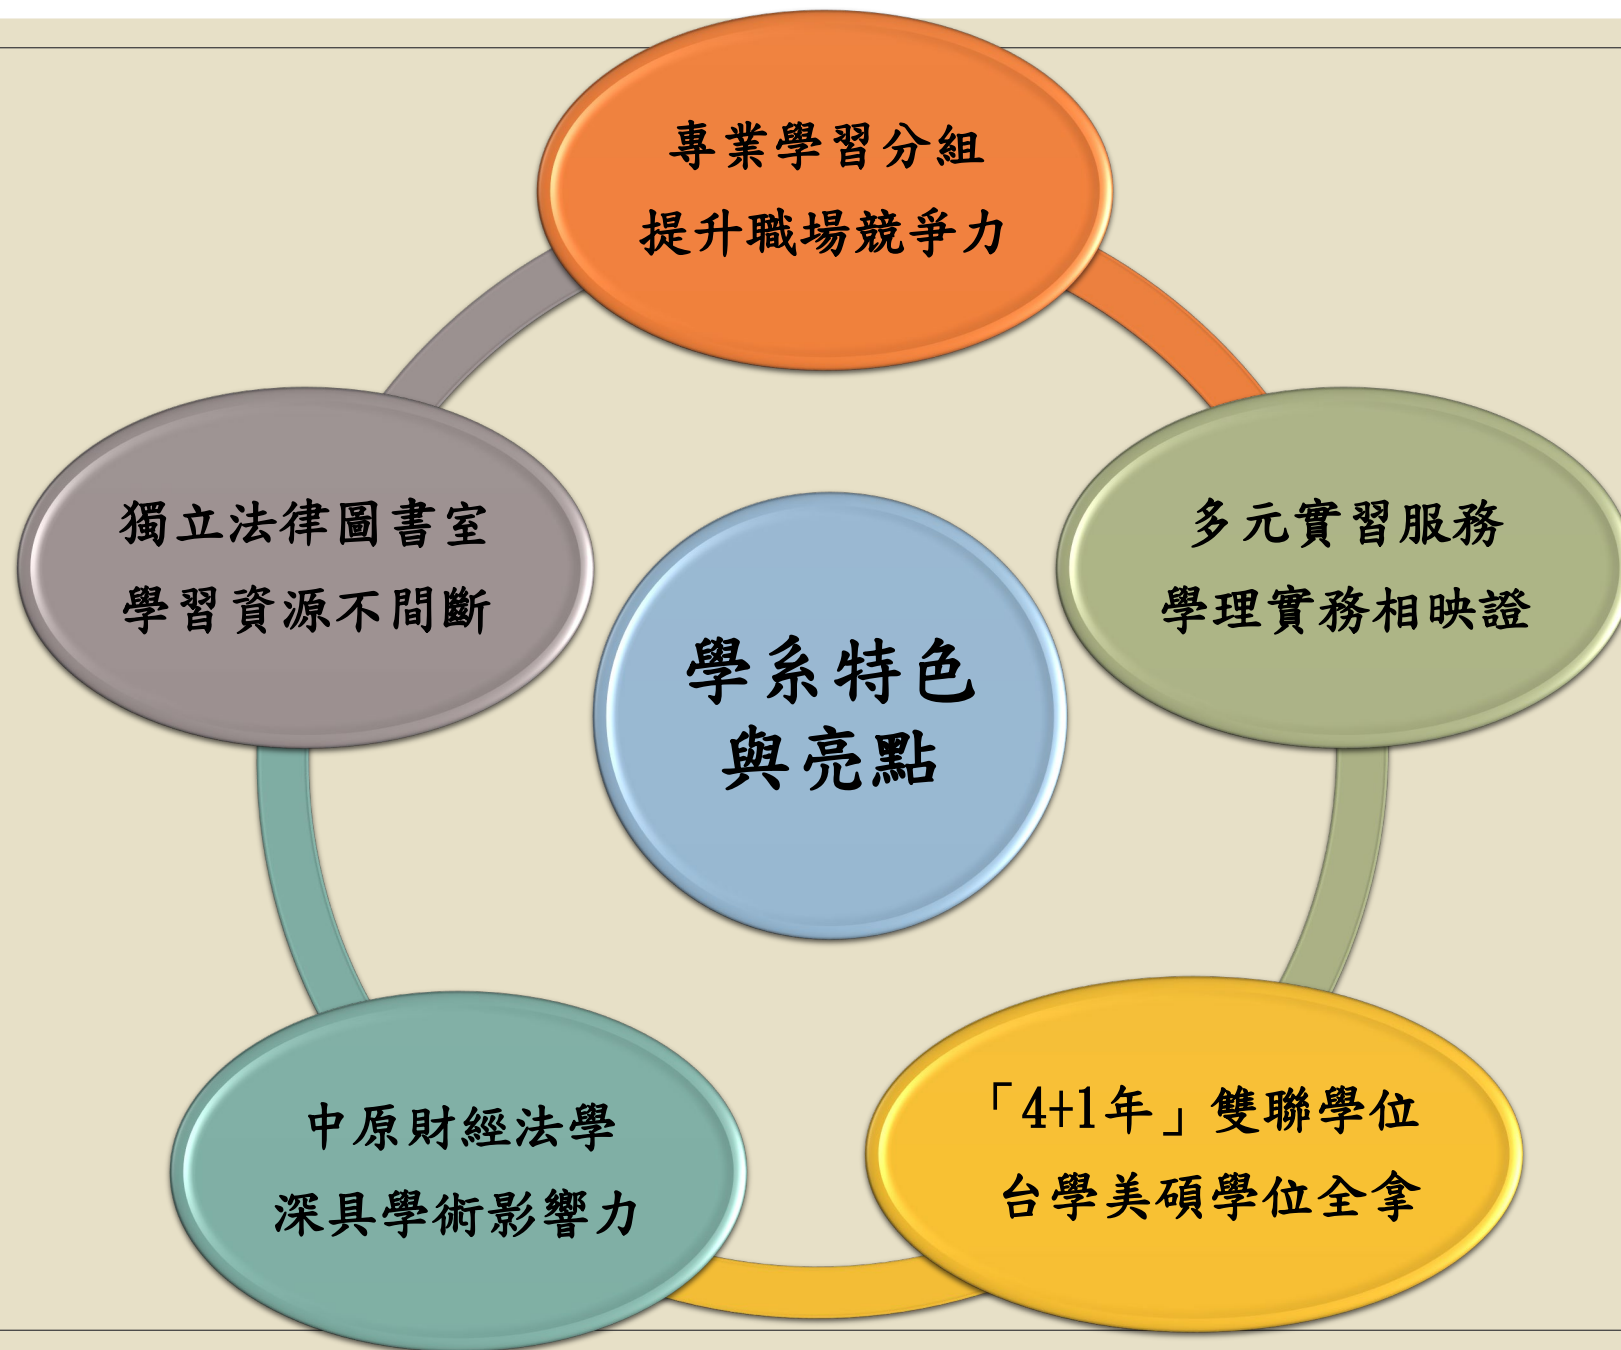 專業學習分組
提升職場競爭力
多元實習服務
學理實務相映證
「4+1年」雙聯學位
台學美碩學位全拿
中原財經法學
深具學術影響力
獨立法律圖書室
學習資源不間斷
學系特色
與亮點